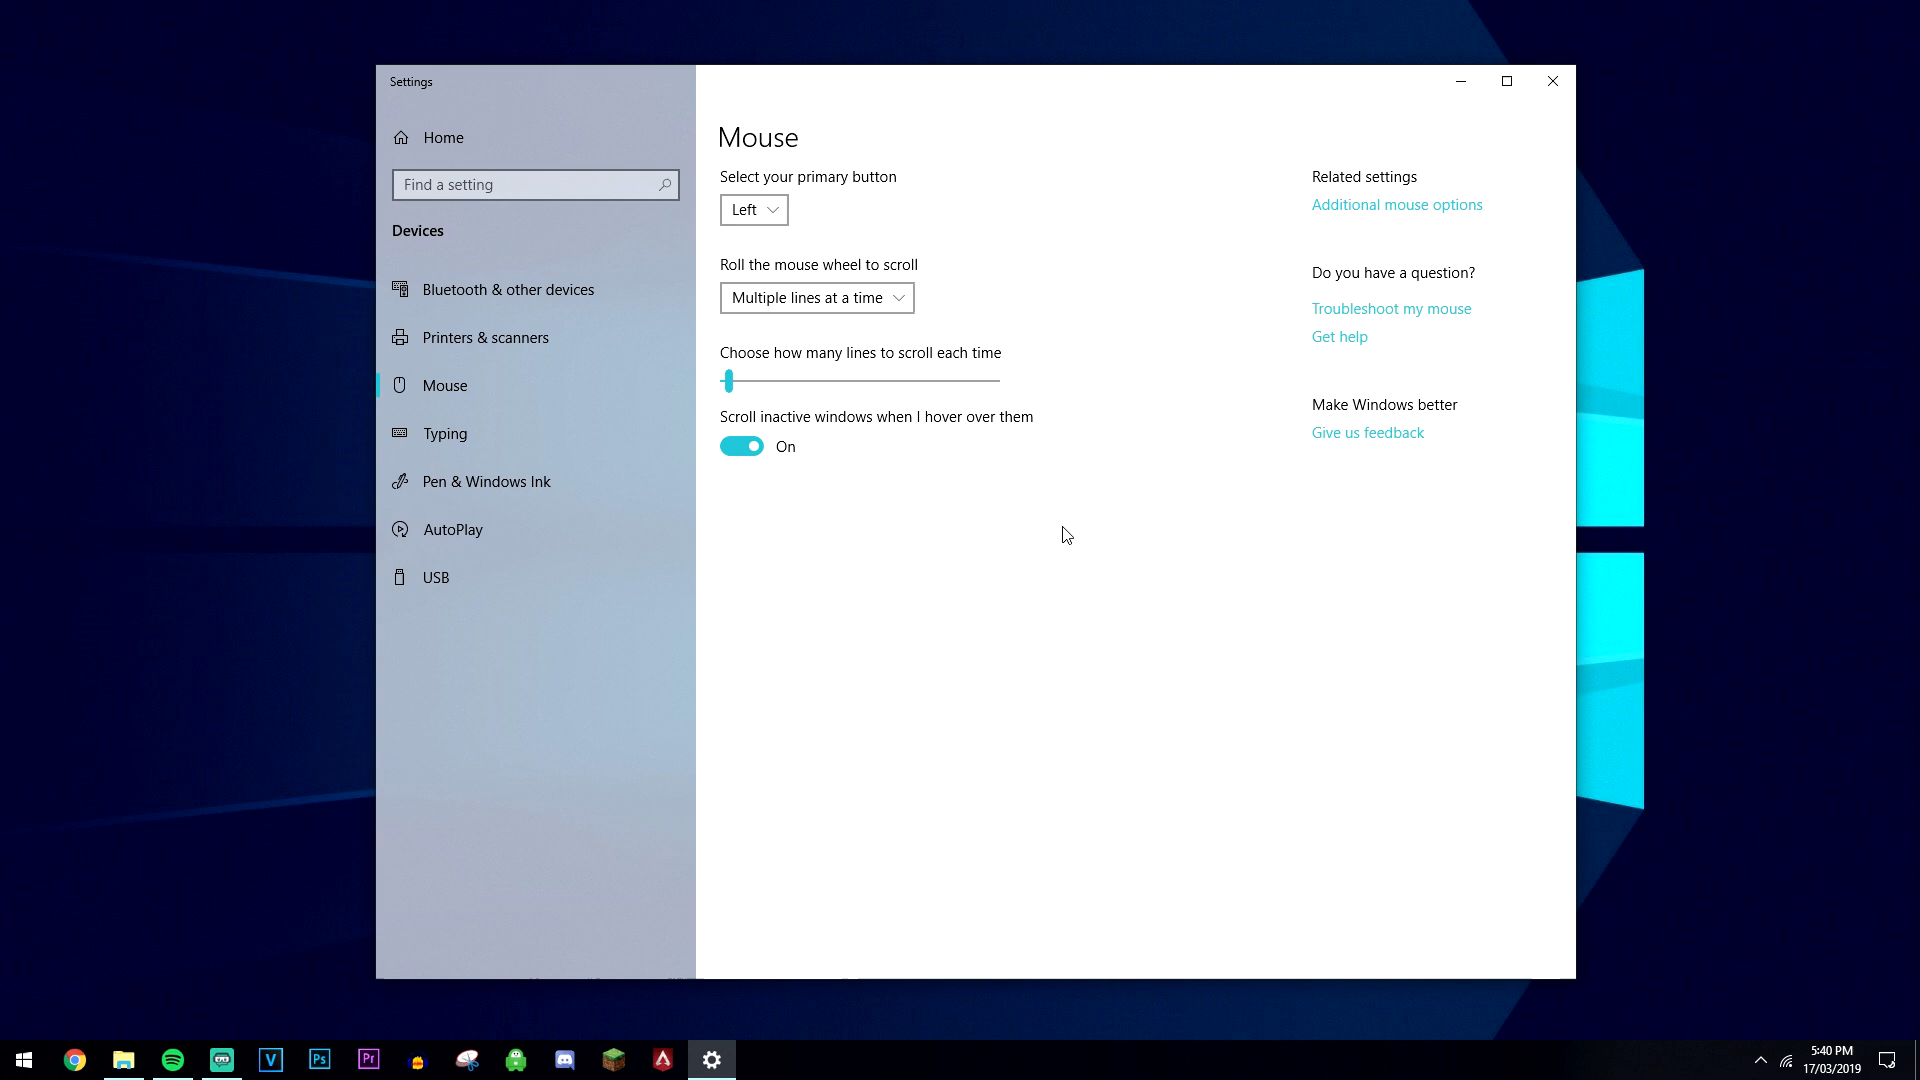 Settings
Home
Find a setting
Devices
Bluetooth & other devices
Printers & scanners
Mouse
Typing
Pen & Windows Ink
AutoPlay
USB
Mouse
Select your primary button
Left
Roll the mouse wheel to scroll
Multiple lines at a time
Choose how many lines to scroll each time
Scroll inactive windows when I hover over them
On
Related settings
Additional mouse options
Do you have a question?
Troubleshoot my mouse
Get help
Make Windows better
Give us feedback
V
Ps
Pr
5:40 PM
17/03/2019